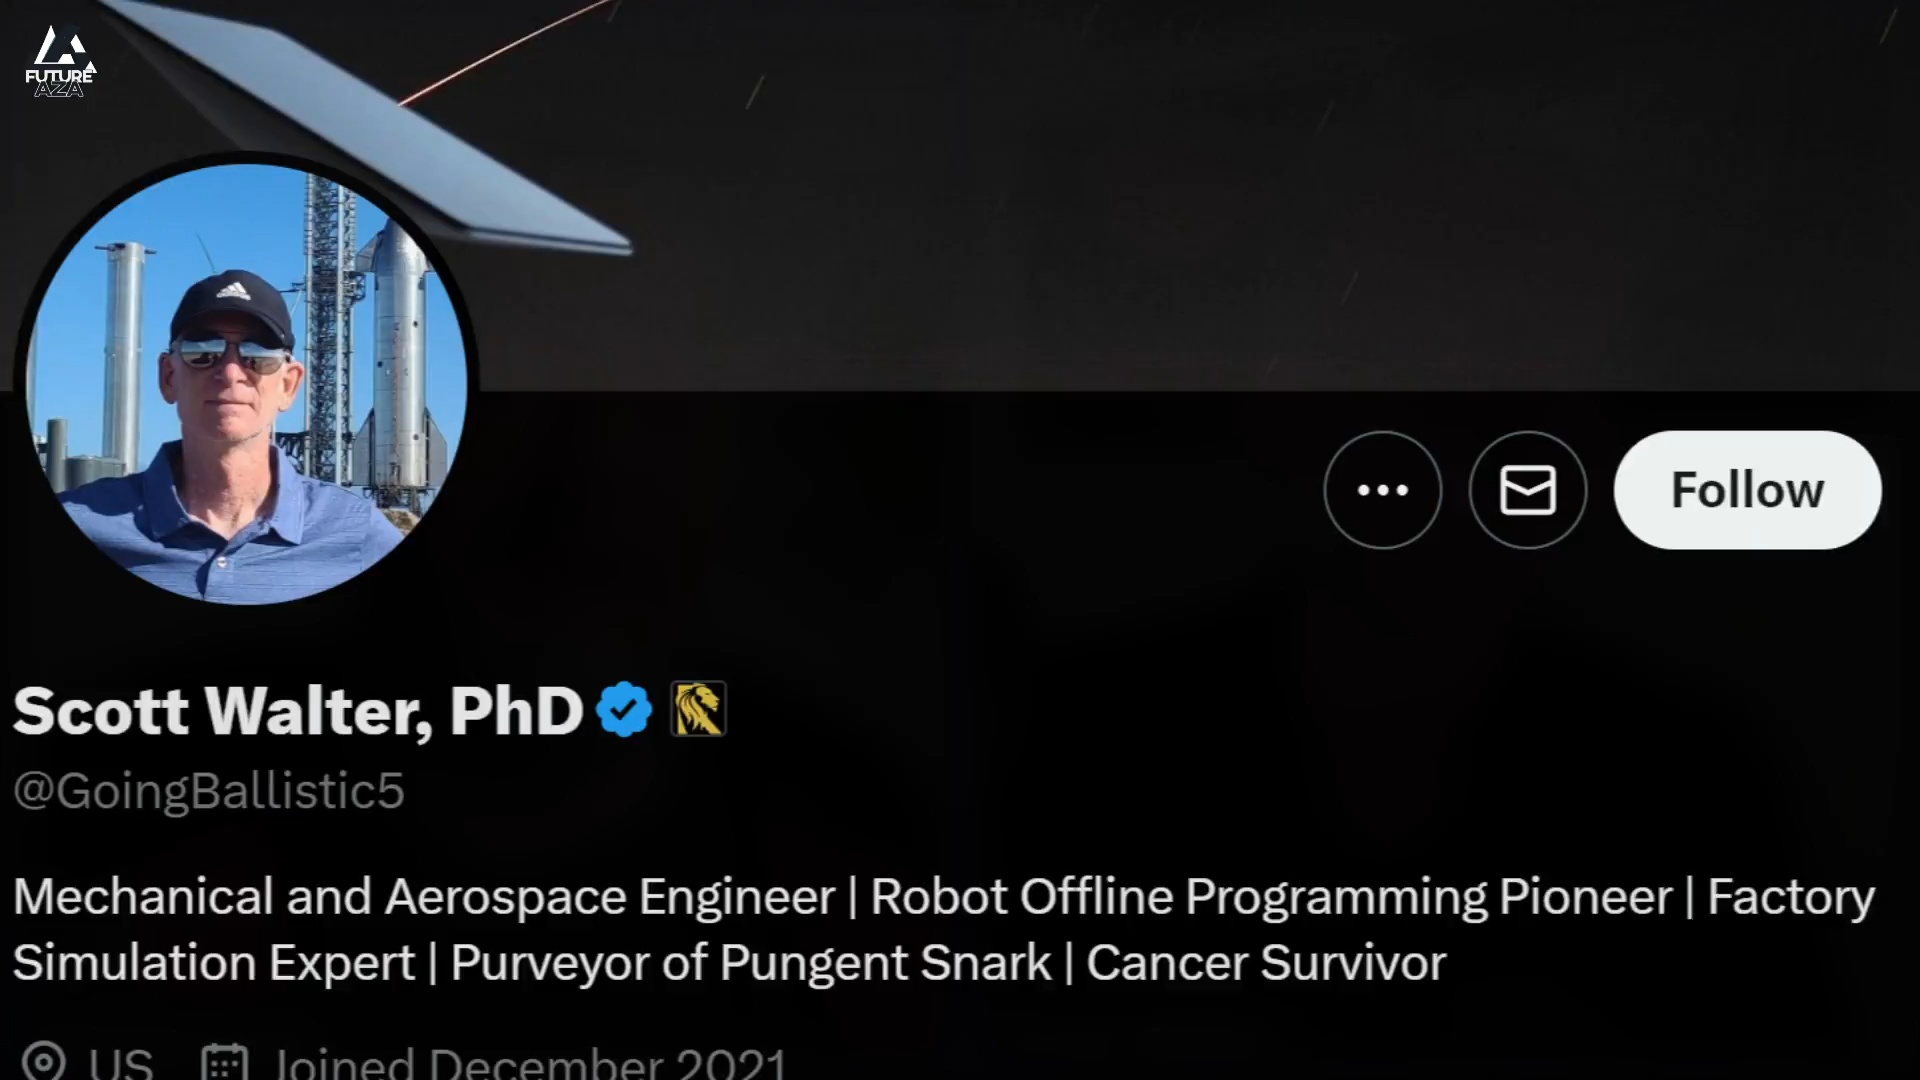 FUTURE
AZA
Follow
Scott Walter, PhD
@GoingBallistic5
Mechanical and Aerospace Engineer | Robot Offline Programming Pioneer | Factory
Simulation Expert | Purveyor of Pungent Snark | Cancer Survivor
US Joined December 2021